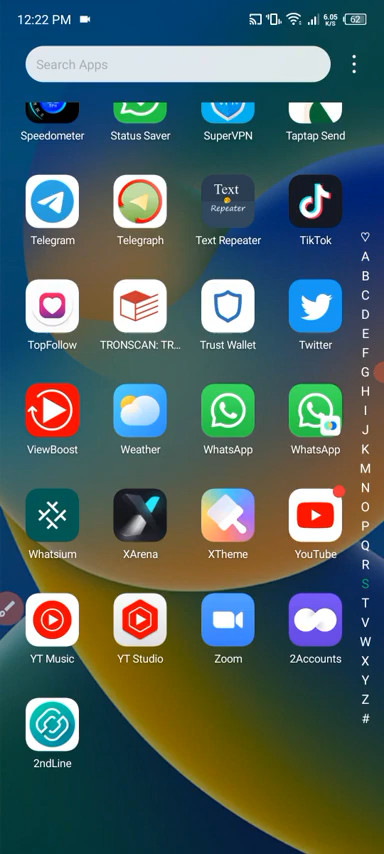 12:22 PM 6.05 K/S 62
Search Apps
Speedometer Status Saver SuperVPN Taptap Send
Text
Repeater
Telegram Telegraph Text Repeater TikTok
TopFollow TRONSCAN: TR... Trust Wallet Twitter
ViewBoost Weather WhatsApp WhatsApp
Whatsium XArena XTheme YouTube
YT Music YT Studio Zoom 2Accounts
2ndLine
A
B
C
D
E
F
G
H
I
J
K
M
N
O
P
Q
R
S
T
V
W
X
Y
Z
#